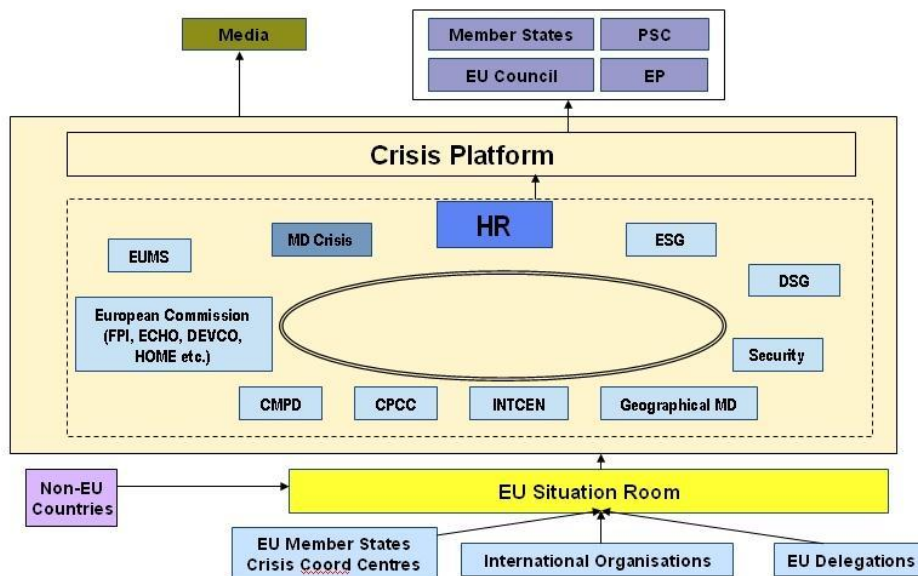 Media
Member States
PSC
EU Council
EP
Crisis Platform
HR
MD Crisis
ESG
EUMS
DSG
European Commission
(FPI, ECHO, DEVCO,
HOME etc.)
Security
CMPD
CPCC
INTCEN
Geographical MD
Non-EU
Countries
EU Situation Room
EU Member States
Crisis Coord Centres
International Organisations
EU Delegations